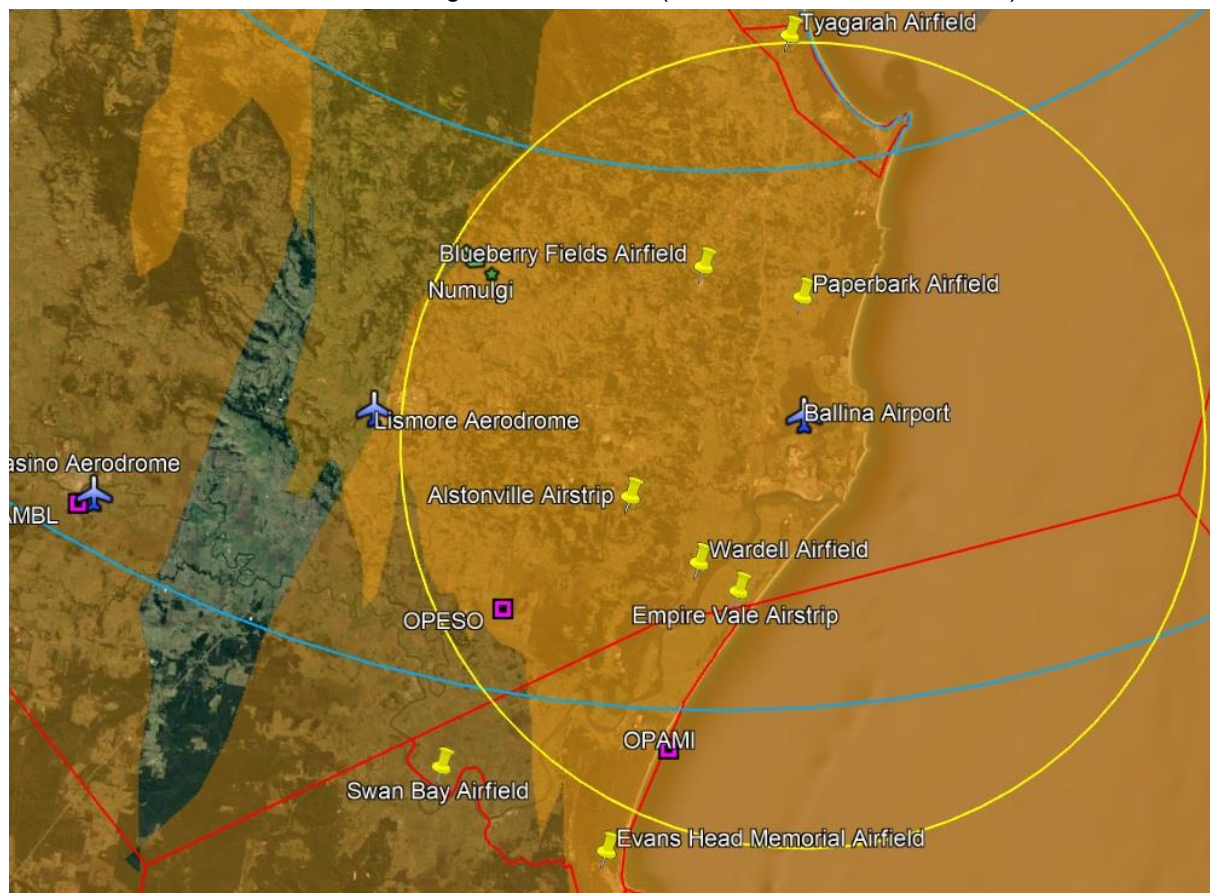 Tyagarah Airfield
Blueberry Fields Airfield
Numulgi
Paperbark Airfield
Lismore Aerodrome
Ballina Airport
asino Aerodrome
AMBL
Alstonville Airstrip
Wardell Airfield
Empire Vale Airstrip
OPESO
OPAMI
Swan Bay Airfield
Evans Head Memorial Airfield